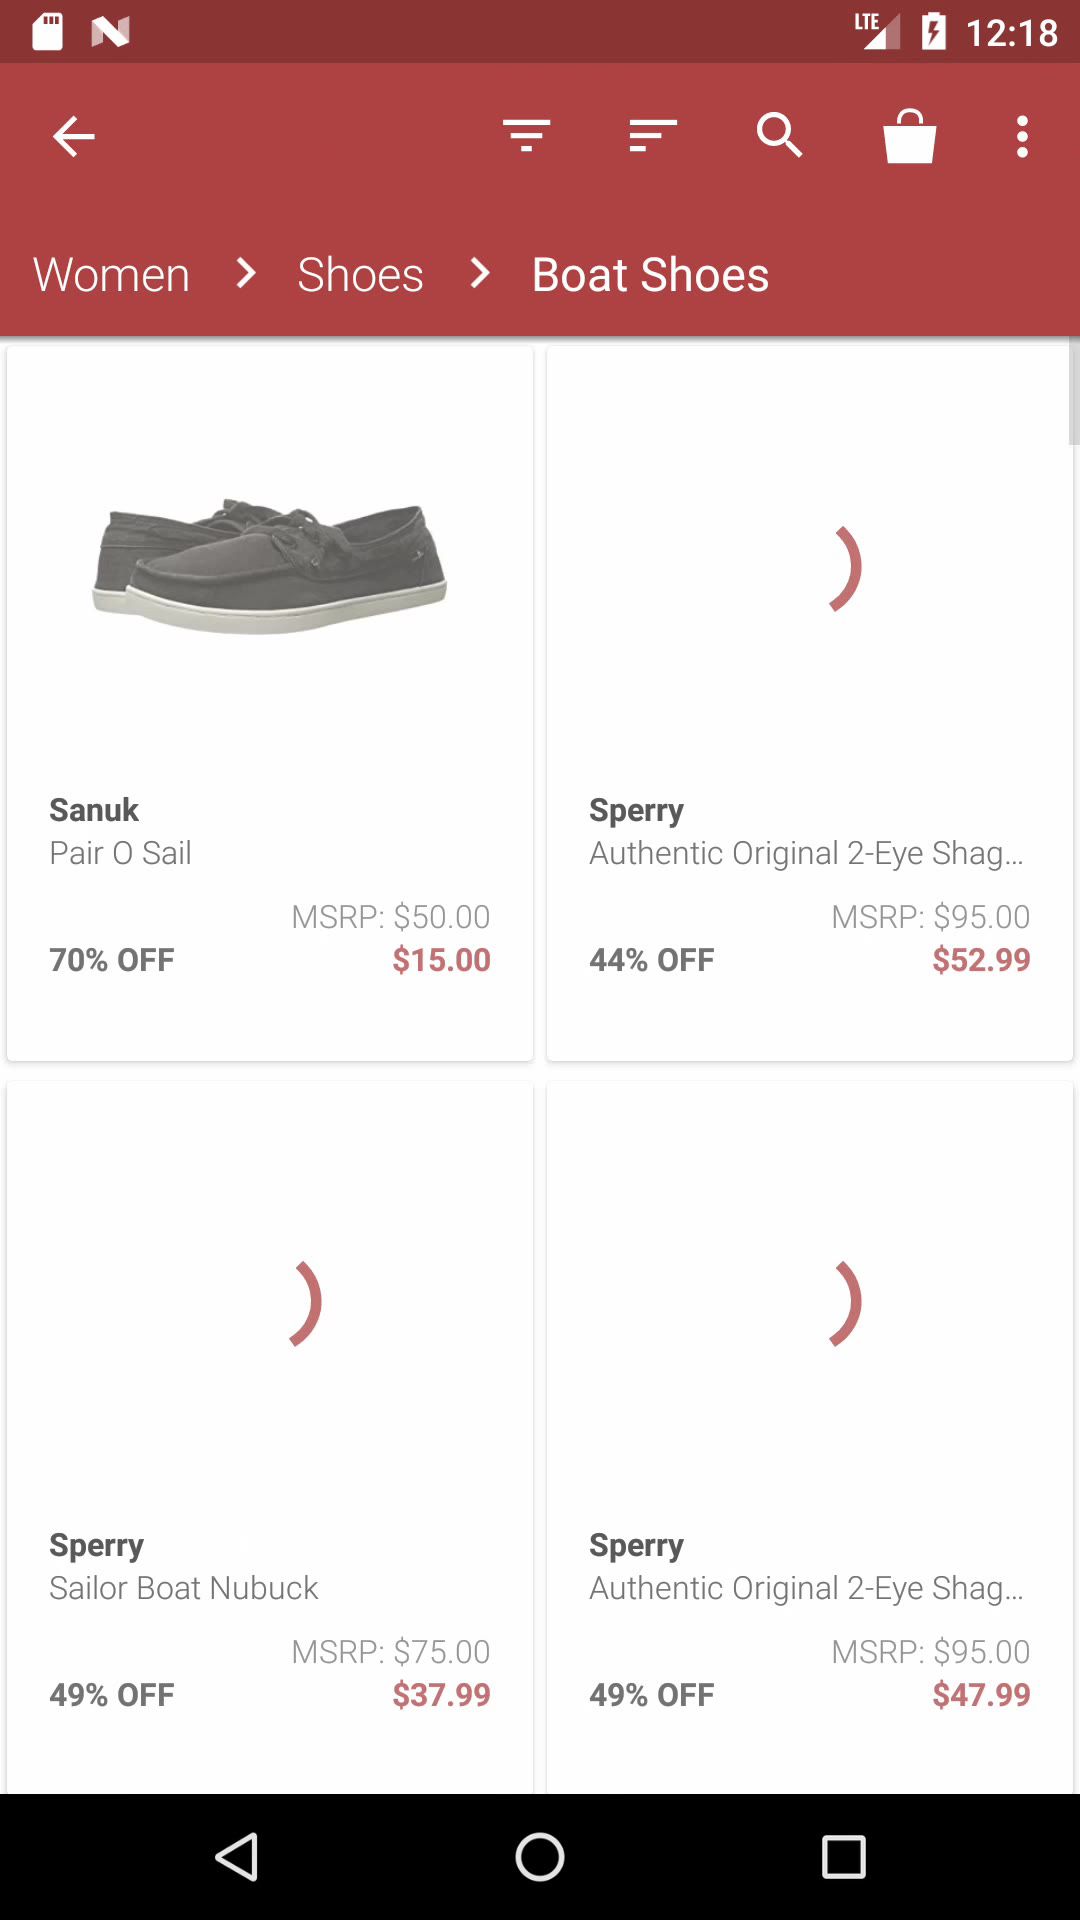 LTE 12:18
Women > Shoes > Boat Shoes
Sanuk
Pair O Sail
MSRP: $50.00
70% OFF $15.00
Sperry
Authentic Original 2-Eye Shag...
MSRP: $95.00
44% OFF $52.99
Sperry
Sailor Boat Nubuck
MSRP: $75.00
49% OFF $37.99
Sperry
Authentic Original 2-Eye Shag...
MSRP: $95.00
49% OFF $47.99